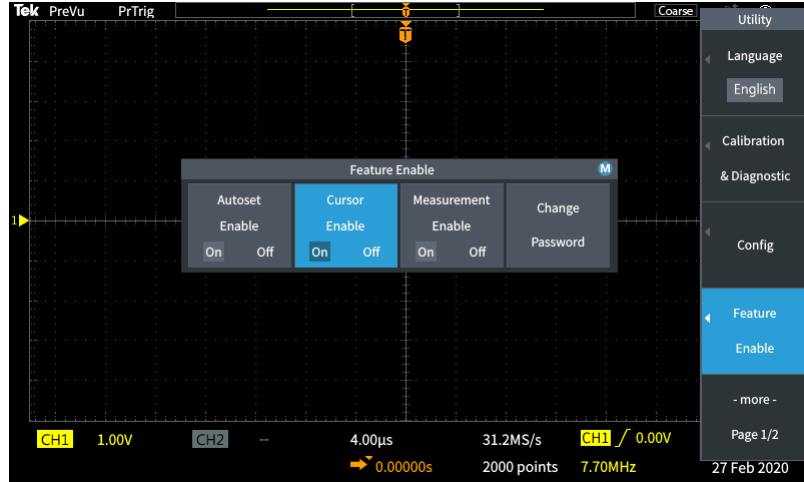 Tek PreVu PrTrig Coarse
T
Utility
Language
English
Calibration
& Diagnostic
Config
Feature
Enable
- more -
Page 1/2
Feature Enable M
Autoset
Enable
On Off
Cursor
Enable
On Off
Measurement
Enable
On Off
Change
Password
1
CH1 1.00V CH2 -- 4.00µs 31.2MS/s CH1 0.00V
0.00000s 2000 points 7.70MHz 27 Feb 2020